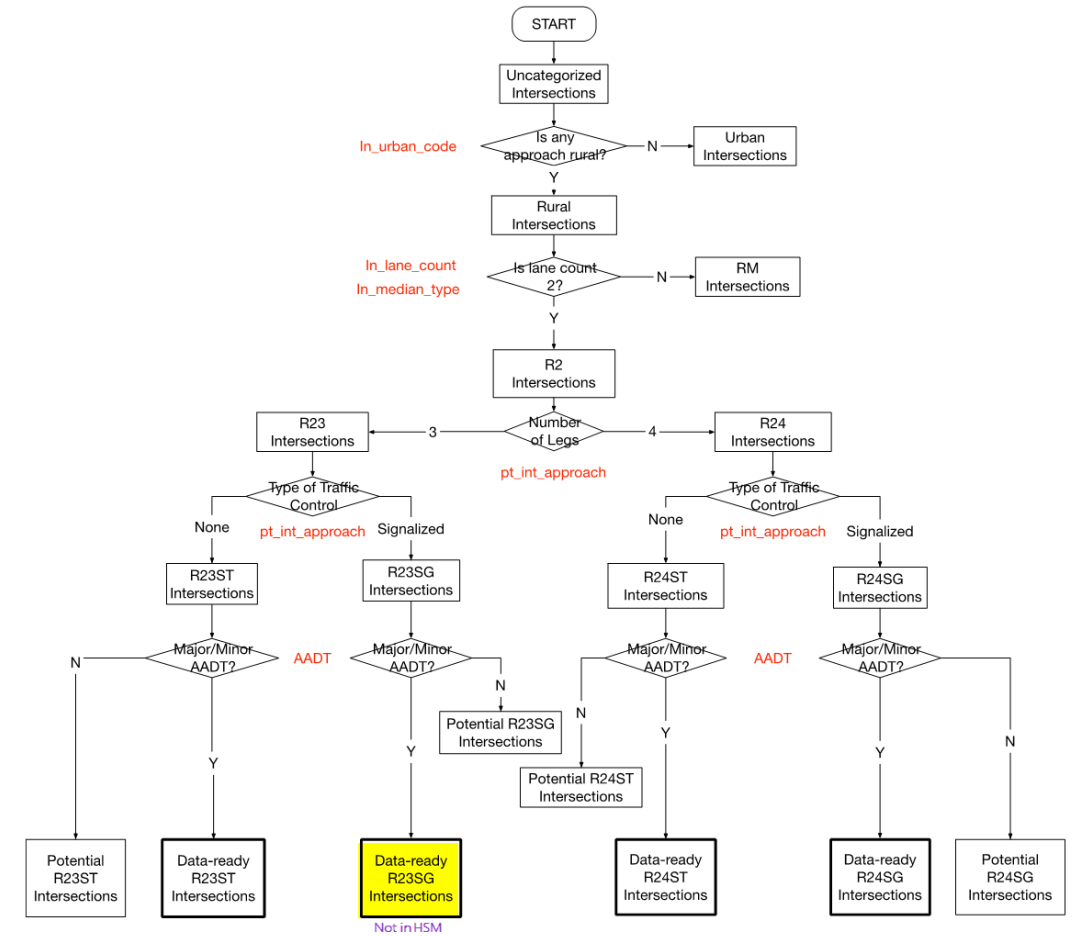 START
Uncategorized
Intersections
In_urban_code
Is any
approach rural?
N
Urban
Intersections
Y
Rural
Intersections
In_lane_count
In_median_type
Is lane count
2?
N
RM
Intersections
Y
R2
Intersections
R23
Intersections
3
Number
of Legs
4
R24
Intersections
pt_int_approach
Type of Traffic
Control
Type of Traffic
Control
None
pt_int_approach
Signalized
None
pt_int_approach
Signalized
R23ST
Intersections
R23SG
Intersections
R24ST
Intersections
R24SG
Intersections
N
Major/Minor
AADT?
AADT
Major/Minor
AADT?
Major/Minor
AADT?
AADT
Major/Minor
AADT?
N
Potential R23SG
Intersections
N
Potential R24ST
Intersections
Y
Y
Y
Y
N
Potential
R23ST
Intersections
Data-ready
R23ST
Intersections
Data-ready
R23SG
Intersections
Data-ready
R24ST
Intersections
Data-ready
R24SG
Intersections
Potential
R24SG
Intersections
Not in HSM